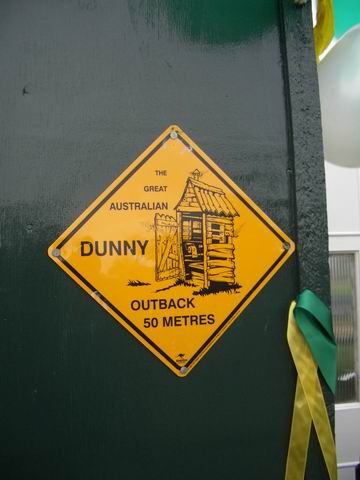 THE
GREAT
AUSTRALIAN
DUNNY
OUTBACK
50 METRES